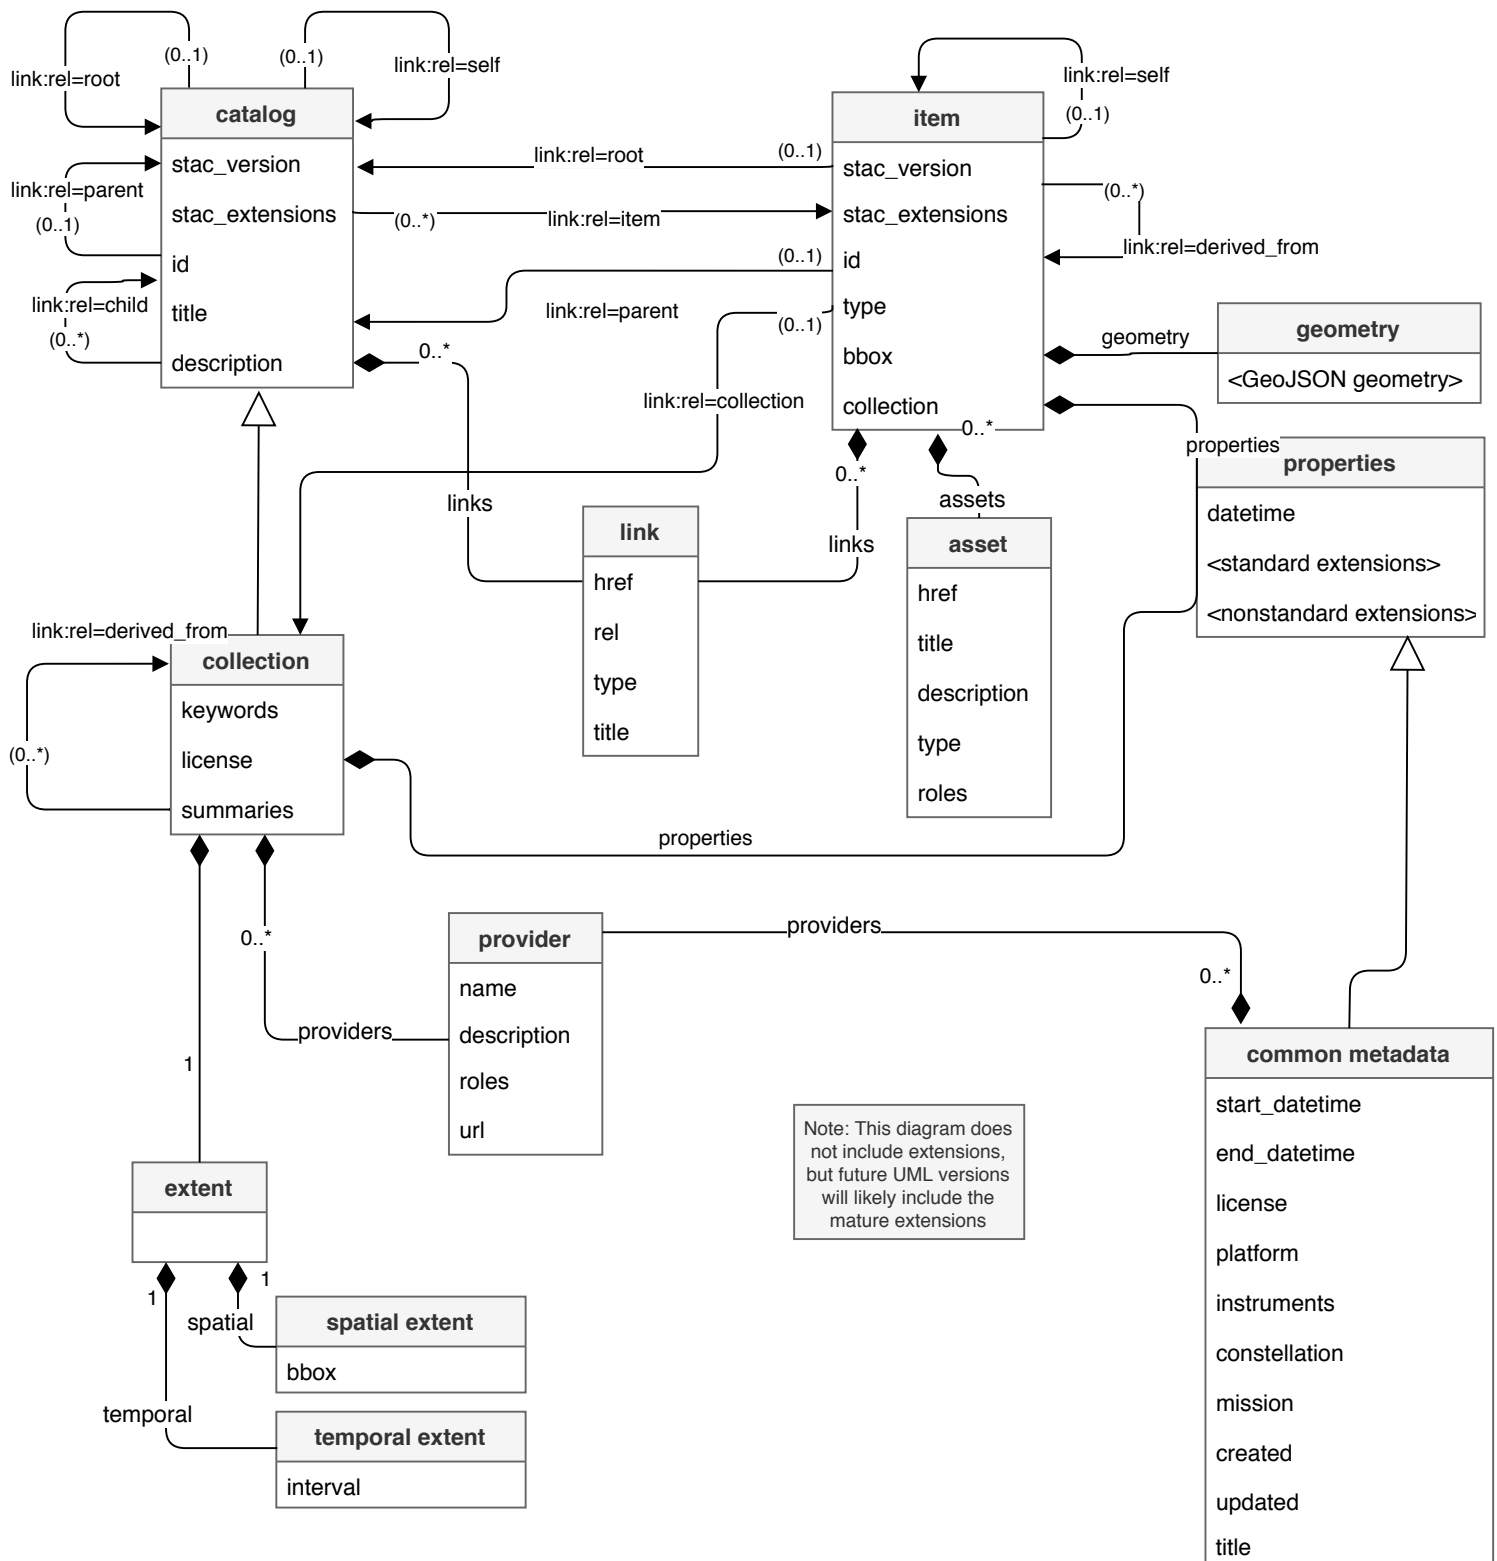 (0..1)
(0..1)
link:rel=root
link:rel=self
catalog
stac_version
stac_extensions
id
title
description
link:rel=parent
(0..1)
link:rel=child
(0..*)
link:rel=self
(0..1)
item
stac_version
stac_extensions
id
type
bbox
collection
link:rel=root
(0..1)
(0..*)
link:rel=item
(0..1)
link:rel=parent
(0..1)
link:rel=collection
(0..*)
link:rel=derived_from
geometry
geometry
<GeoJSON geometry>
properties
properties
datetime
<standard extensions>
<nonstandard extensions>
0..*
links
0..*
links
0..*
assets
link
href
rel
type
title
asset
href
title
description
type
roles
link:rel=derived_from
(0..*)
collection
keywords
license
summaries
properties
0..*
providers
provider
name
description
roles
url
providers
0..*
1
extent
1
1
spatial
temporal
spatial extent
bbox
temporal extent
interval
Note: This diagram does
not include extensions,
but future UML versions
will likely include the
mature extensions
common metadata
start_datetime
end_datetime
license
platform
instruments
constellation
mission
created
updated
title